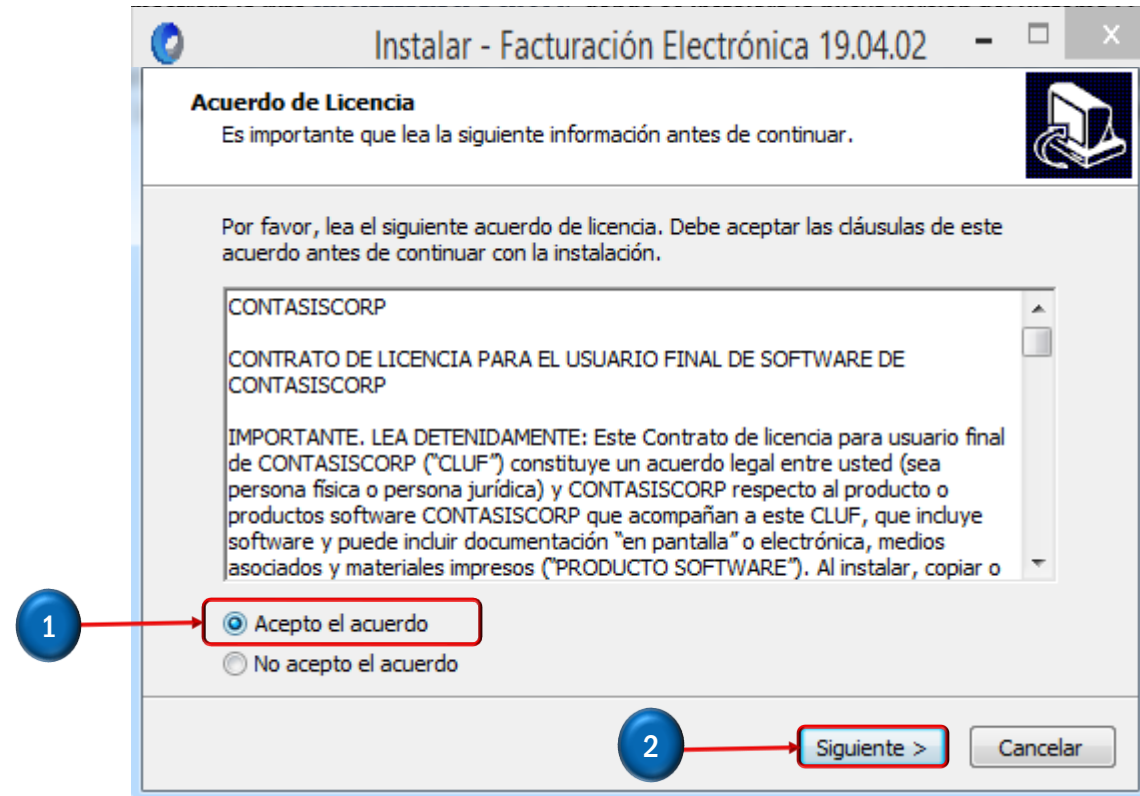 Instalar - Facturación Electrónica 19.04.02
Acuerdo de Licencia
Es importante que lea la siguiente información antes de continuar.
Por favor, lea el siguiente acuerdo de licencia. Debe aceptar las cláusulas de este
acuerdo antes de continuar con la instalación.
CONTASISCORP
CONTRATO DE LICENCIA PARA EL USUARIO FINAL DE SOFTWARE DE
CONTASISCORP
IMPORTANTE. LEA DETENIDAMENTE: Este Contrato de licencia para usuario final
de CONTASISCORP (“CLUF”) constituye un acuerdo legal entre usted (sea
persona física o persona jurídica) y CONTASISCORP respecto al producto o
productos software CONTASISCORP que acompañan a este CLUF, que incluye
software y puede incluir documentación “en pantalla” o electrónica, medios
asociados y materiales impresos (“PRODUCTO SOFTWARE”). Al instalar, copiar o
1
Acepto el acuerdo
No acepto el acuerdo
2
Siguiente >
Cancelar